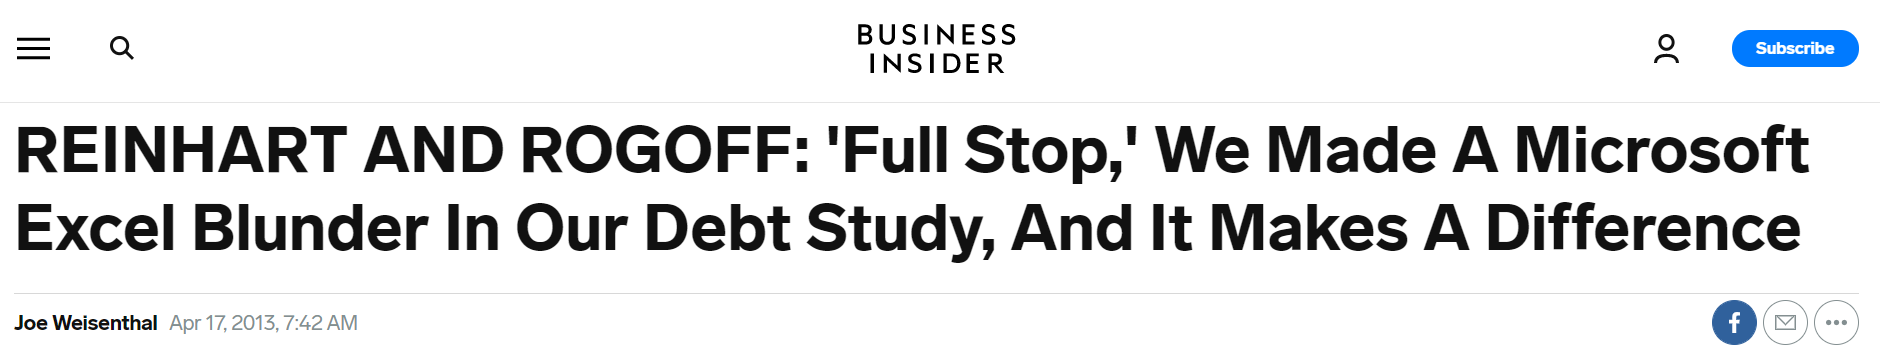 BUSINESS
INSIDER
Subscribe
REINHART AND ROGOFF: 'Full Stop,' We Made A Microsoft
Excel Blunder In Our Debt Study, And It Makes A Difference
Joe Weisenthal Apr 17, 2013, 7:42 AM